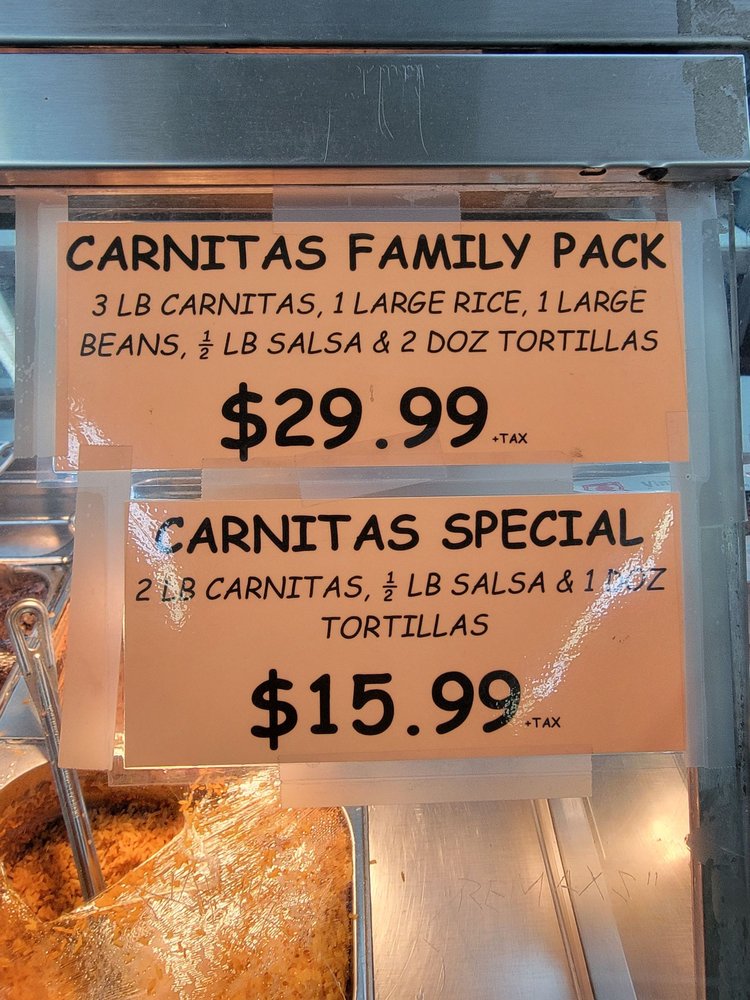 CARNITAS FAMILY PACK
3 LB CARNITAS, 1 LARGE RICE, 1 LARGE
BEANS, ½ LB SALSA & 2 DOZ TORTILLAS
$29.99 +TAX
CARNITAS SPECIAL
2 LB CARNITAS, ½ LB SALSA & 1 DOZ
TORTILLAS
$15.99 +TAX